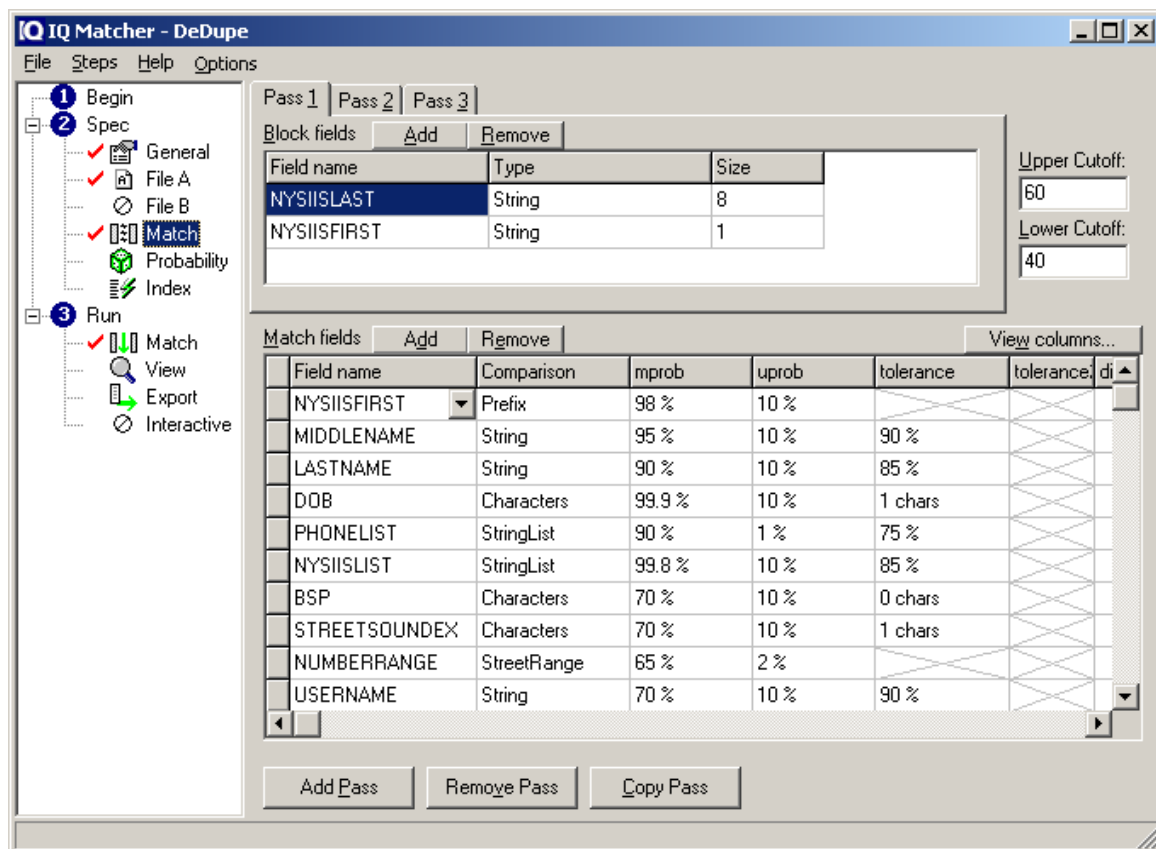 IQ Matcher - DeDupe
File Steps Help Options
1 Begin
2 Spec
General
File A
File B
Match
Probability
Index
3 Run
Match
View
Export
Interactive
Pass 1 Pass 2 Pass 3
Block fields Add Remove
Field name Type Size
NYSIISLAST String 8
NYSIISFIRST String 1
Upper Cutoff:
60
Lower Cutoff:
40
Match fields Add Remove View columns...
Field name Comparison mprob uprob tolerance tolerance2 di
NYSIISFIRST Prefix 98 % 10 %
MIDDLENAME String 95 % 10 % 90 %
LASTNAME String 90 % 10 % 85 %
DOB Characters 99.9 % 10 % 1 chars
PHONELIST StringList 90 % 1 % 75 %
NYSIISLIST StringList 99.8 % 10 % 85 %
BSP Characters 70 % 10 % 0 chars
STREETSOUNDEX Characters 70 % 10 % 1 chars
NUMBERRANGE StreetRange 65 % 2 %
USERNAME String 70 % 10 % 90 %
Add Pass Remove Pass Copy Pass